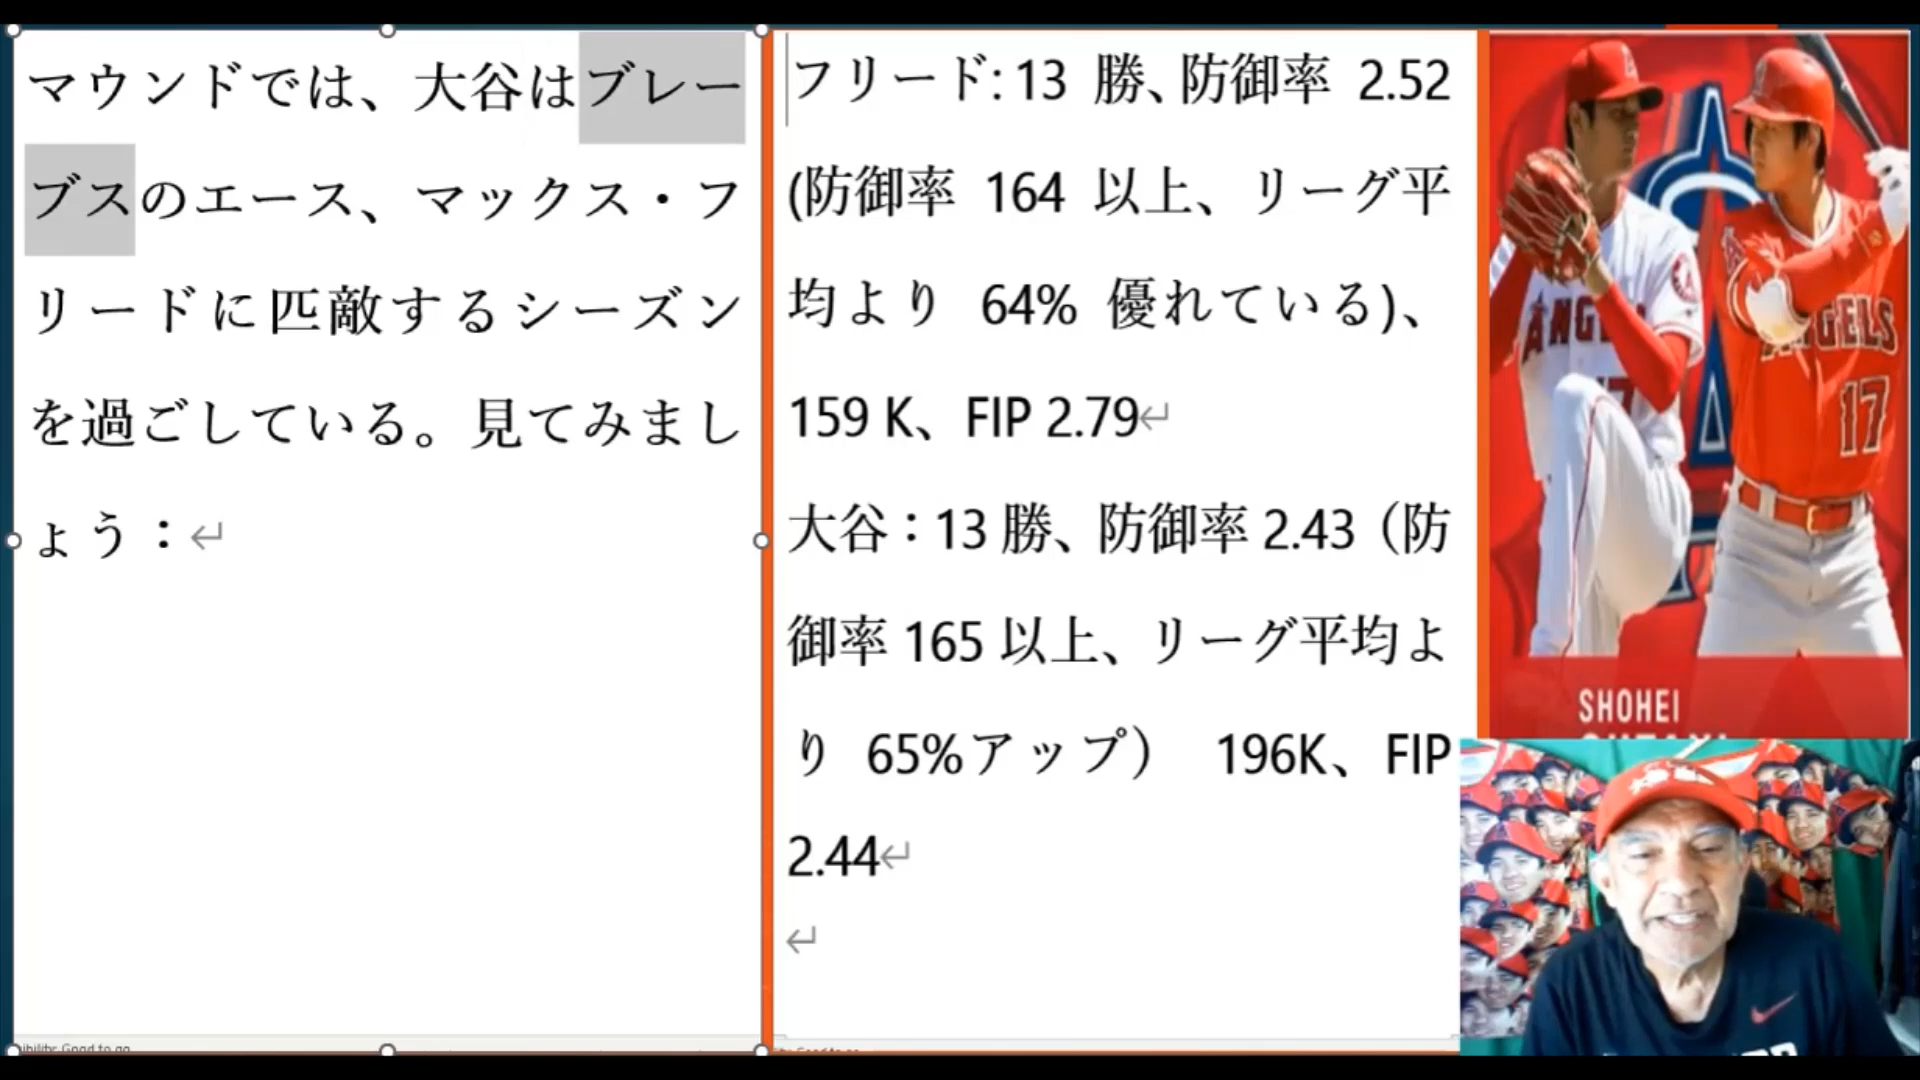 マウンドでは、大谷はブレー
ブスのエース、マックス・フ
リードに匹敵するシーズン
を過ごしている。見てみまし
ょう：
フリード: 13 勝、防御率 2.52
(防御率 164 以上、リーグ平
均より 64% 優れている)、
159 K、FIP 2.79
大谷：13 勝、防御率 2.43（防
御率 165 以上、リーグ平均よ
り 65%アップ） 196K、FIP
2.44
ANGELS
17
SHOHEI
Good to go